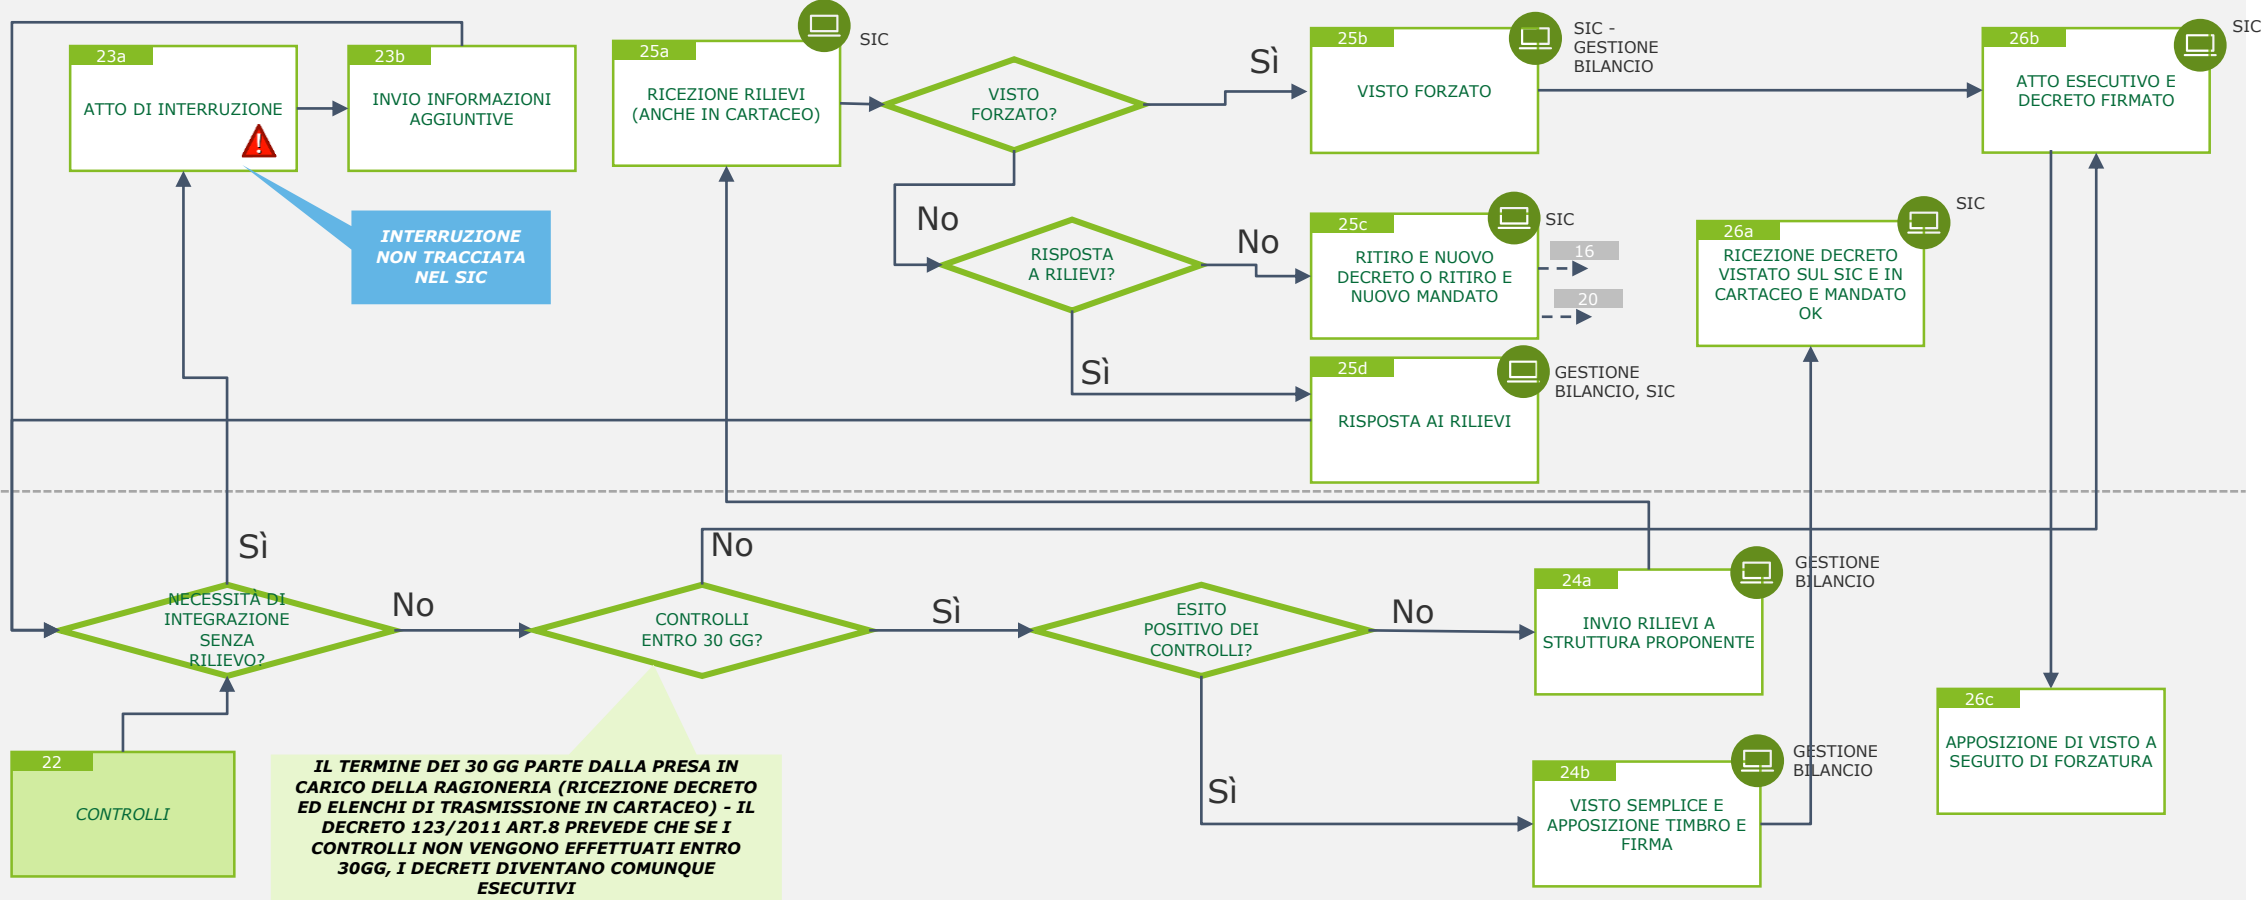 23a
ATTO DI INTERRUZIONE
23b
INVIO INFORMAZIONI
AGGIUNTIVE
INTERRUZIONE
NON TRACCIATA
NEL SIC
25a
SIC
RICEZIONE RILIEVI
(ANCHE IN CARTACEO)
VISTO
FORZATO?
Sì
25b
SIC -
GESTIONE
BILANCIO
VISTO FORZATO
26b
SIC
ATTO ESECUTIVO E
DECRETO FIRMATO
No
RISPOSTA
A RILIEVI?
No
25c
SIC
RITIRO E NUOVO
DECRETO O RITIRO E
NUOVO MANDATO
16
20
26a
SIC
RICEZIONE DECRETO
VISTATO SUL SIC E IN
CARTACEO E MANDATO
OK
Sì
25d
GESTIONE
BILANCIO, SIC
RISPOSTA AI RILIEVI
Sì
NECESSITÀ DI
INTEGRAZIONE
SENZA
RILIEVO?
No
No
CONTROLLI
ENTRO 30 GG?
Sì
ESITO
POSITIVO DEI
CONTROLLI?
No
24a
GESTIONE
BILANCIO
INVIO RILIEVI A
STRUTTURA PROPONENTE
26c
APPOSIZIONE DI VISTO A
SEGUITO DI FORZATURA
22
CONTROLLI
IL TERMINE DEI 30 GG PARTE DALLA PRESA IN
CARICO DELLA RAGIONERIA (RICEZIONE DECRETO
ED ELENCHI DI TRASMISSIONE IN CARTACEO) - IL
DECRETO 123/2011 ART.8 PREVEDE CHE SE I
CONTROLLI NON VENGONO EFFETTUATI ENTRO
30GG, I DECRETI DIVENTANO COMUNQUE
ESECUTIVI
Sì
24b
GESTIONE
BILANCIO
VISTO SEMPLICE E
APPOSIZIONE TIMBRO E
FIRMA